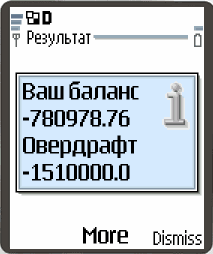 D
Результат
Ваш баланс
-780978.76
Овердрафт
-1510000.0
More
Dismiss